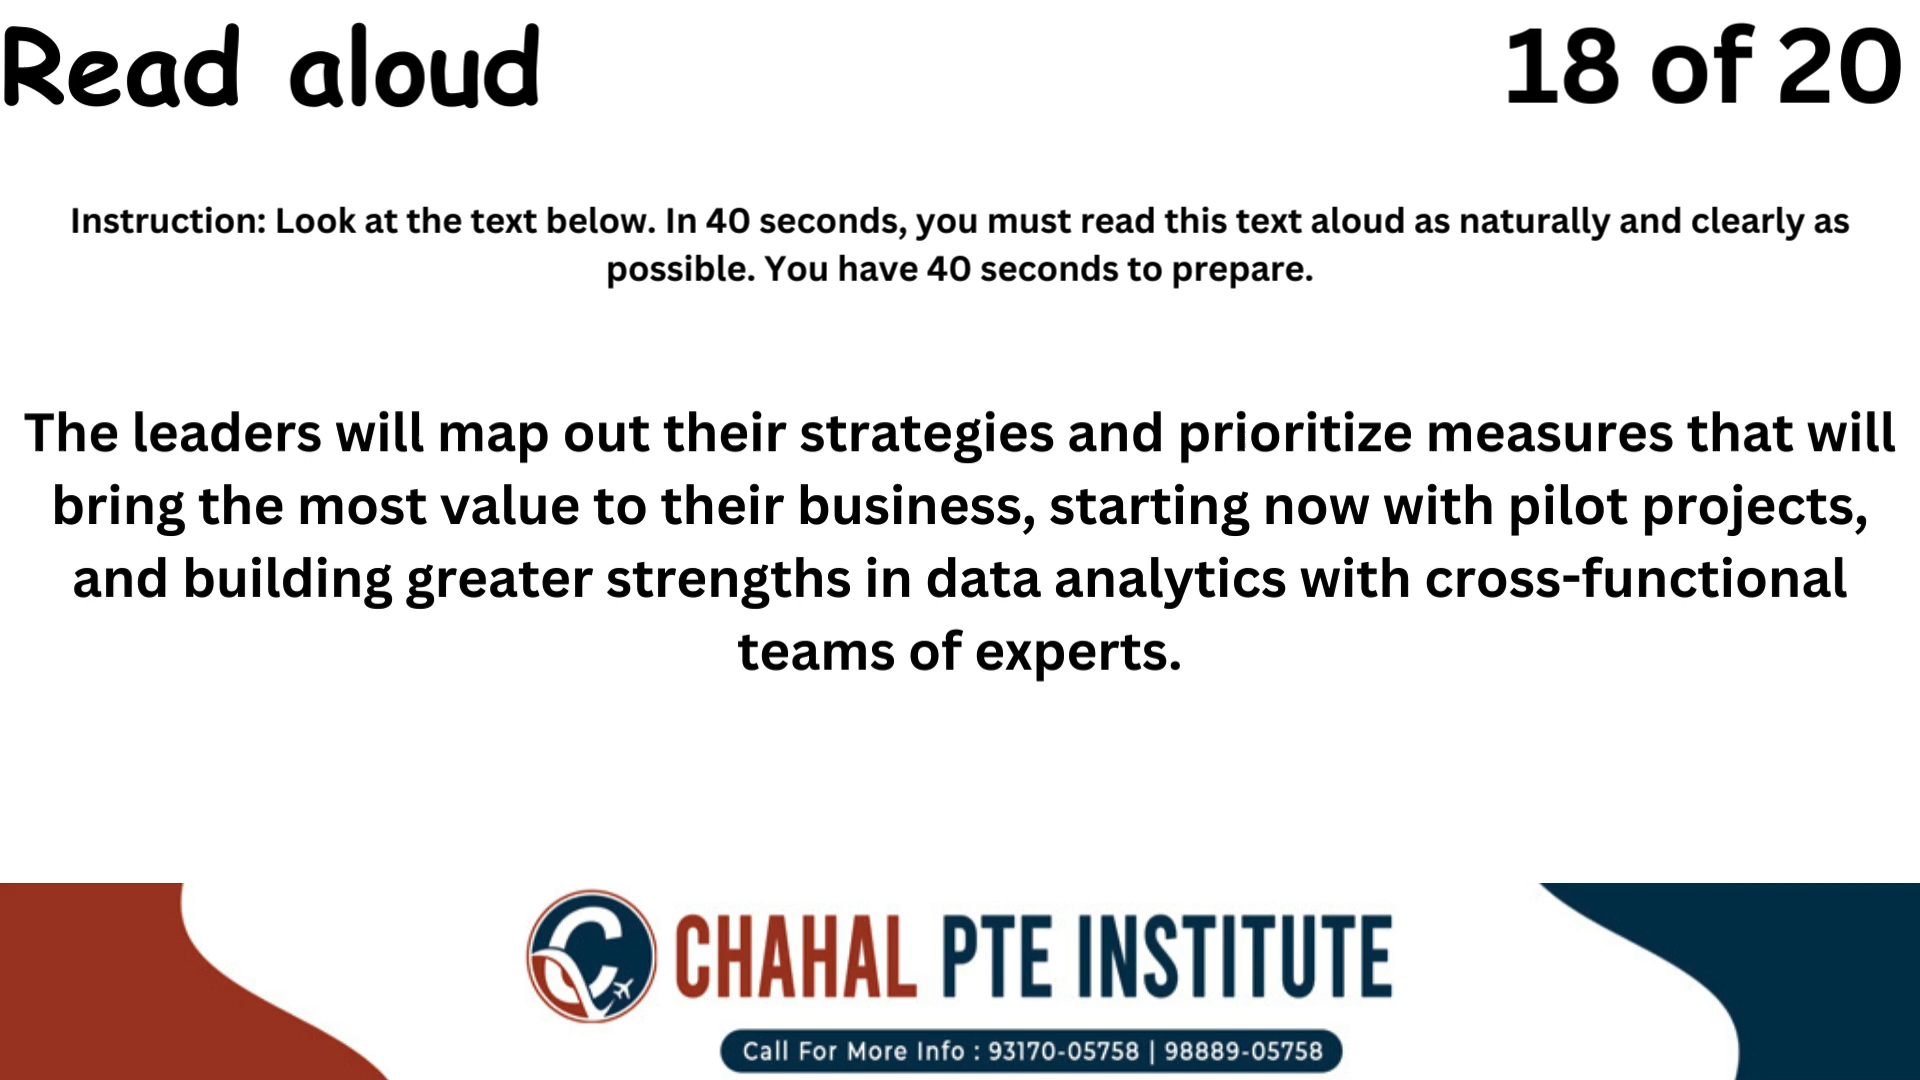 Read aloud
18 of 20
Instruction: Look at the text below. In 40 seconds, you must read this text aloud as naturally and clearly as
possible. You have 40 seconds to prepare.
The leaders will map out their strategies and prioritize measures that will
bring the most value to their business, starting now with pilot projects,
and building greater strengths in data analytics with cross-functional
teams of experts.
CHAHAL PTE INSTITUTE
Call For More Info : 93170-05758 | 98889-05758